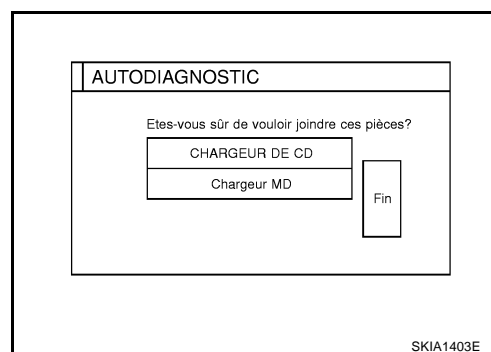 AUTODIAGNOSTIC
Etes-vous sûr de vouloir joindre ces pièces?
CHARGEUR DE CD
Chargeur MD
Fin
SKIA1403E